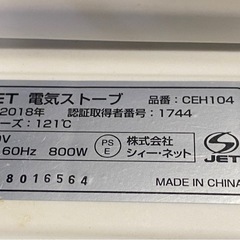 ET 電気ストーブ 品番：CEH104
2018年 認証取得者番号：1744
ーズ：121℃
0V
60Hz 800W PS E 株式会社 シィー・ネット JET
8016564 MADE IN CHINA